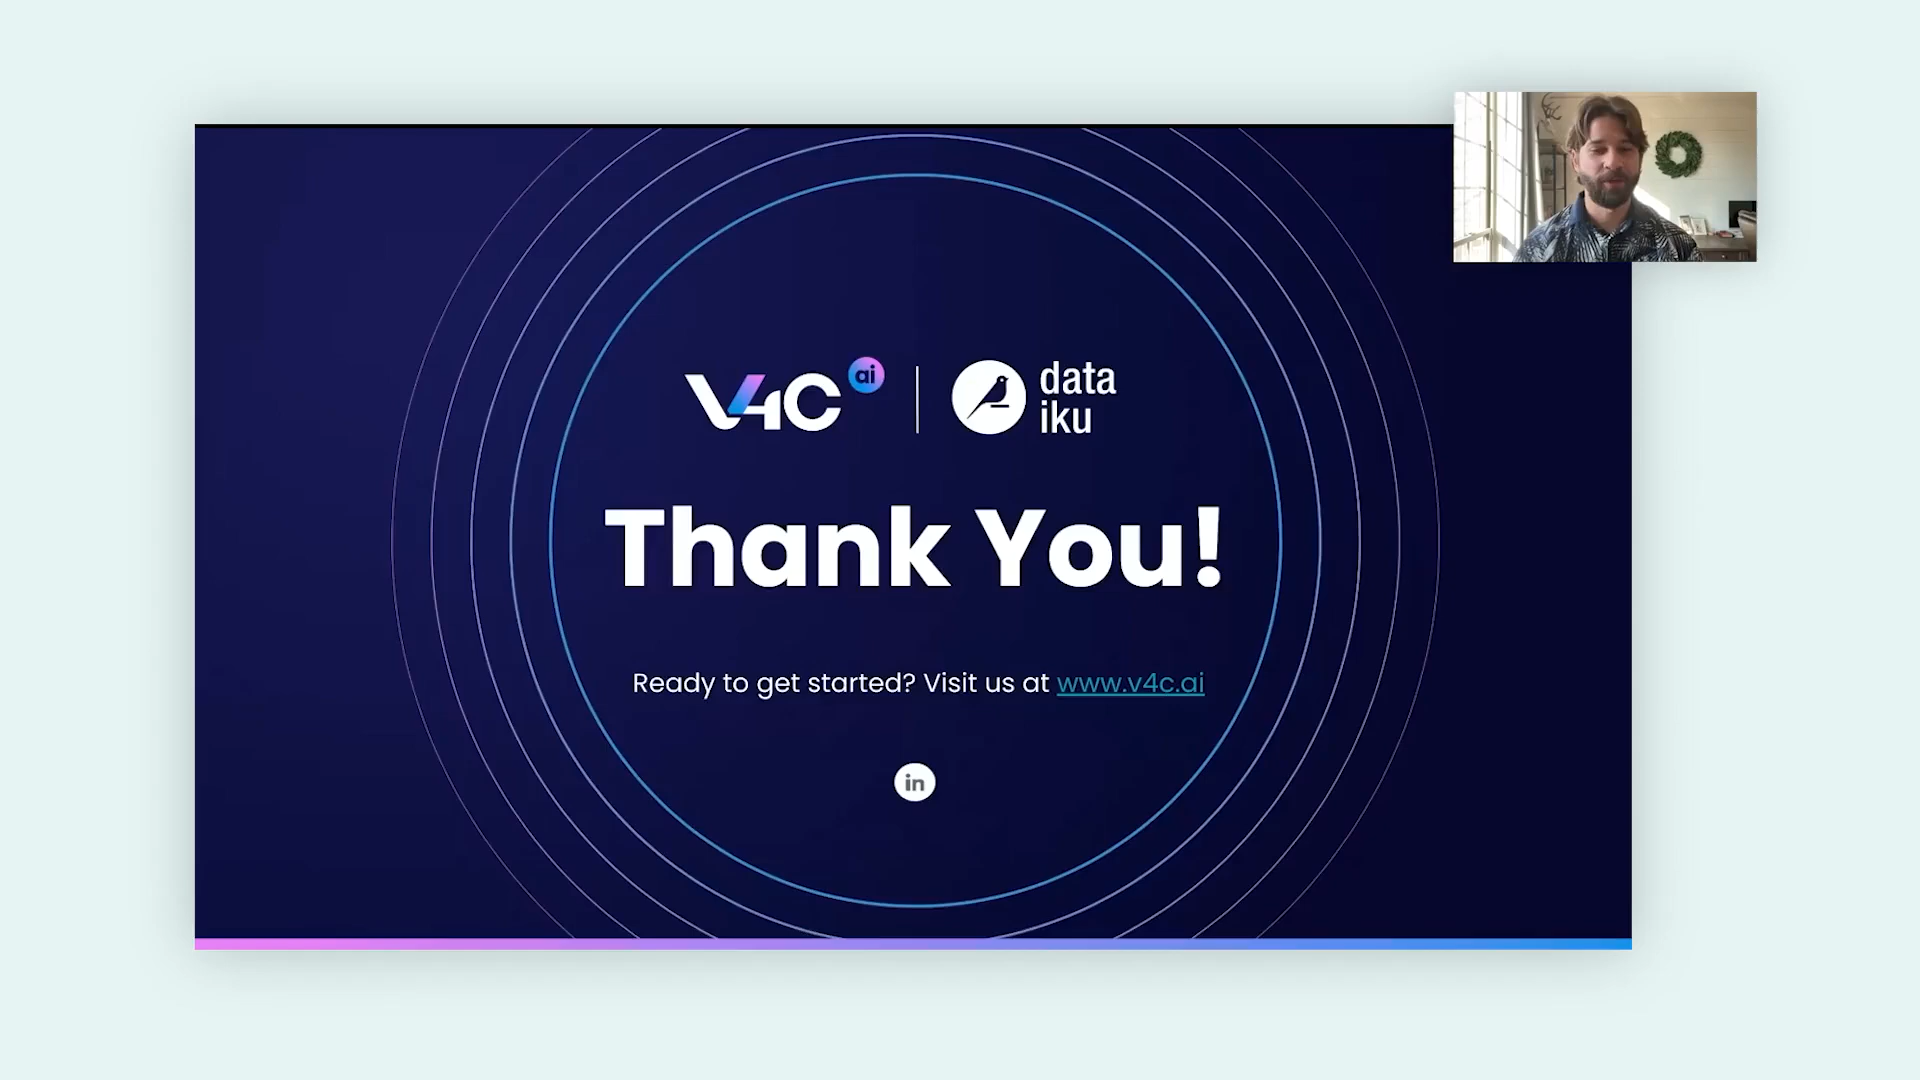 V4C ai
data
iku
Thank You!
Ready to get started? Visit us at www.v4c.ai
in